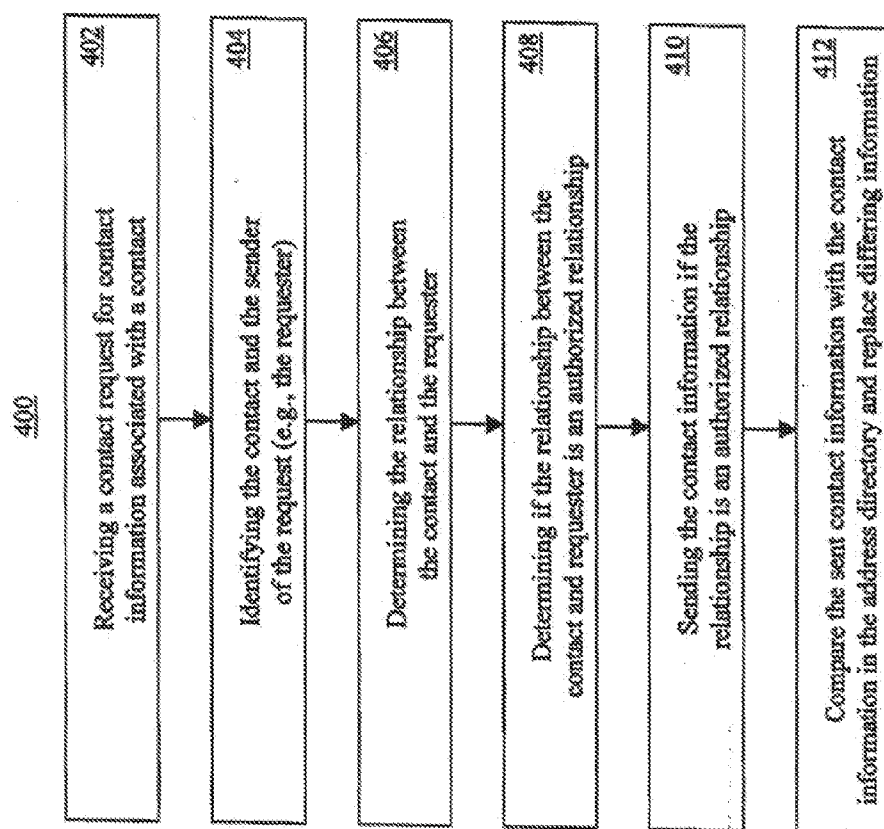 400
402
Receiving a contact request for contact
information associated with a contact
404
Identifying the contact and the sender
of the request (e.g., the requester)
406
Determining the relationship between
the contact and the requester
408
Determining if the relationship between the
contact and requester is an authorized relationship
410
Sending the contact information if the
relationship is an authorized relationship
412
Compare the sent contact information with the contact
information in the address directory and replace differing information